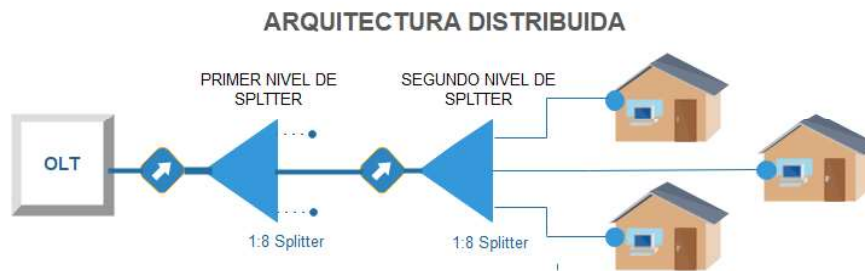 ARQUITECTURA DISTRIBUIDA
PRIMER NIVEL DE
SPLTTER
SEGUNDO NIVEL DE
SPLTTER
OLT
1:8 Splitter
1:8 Splitter